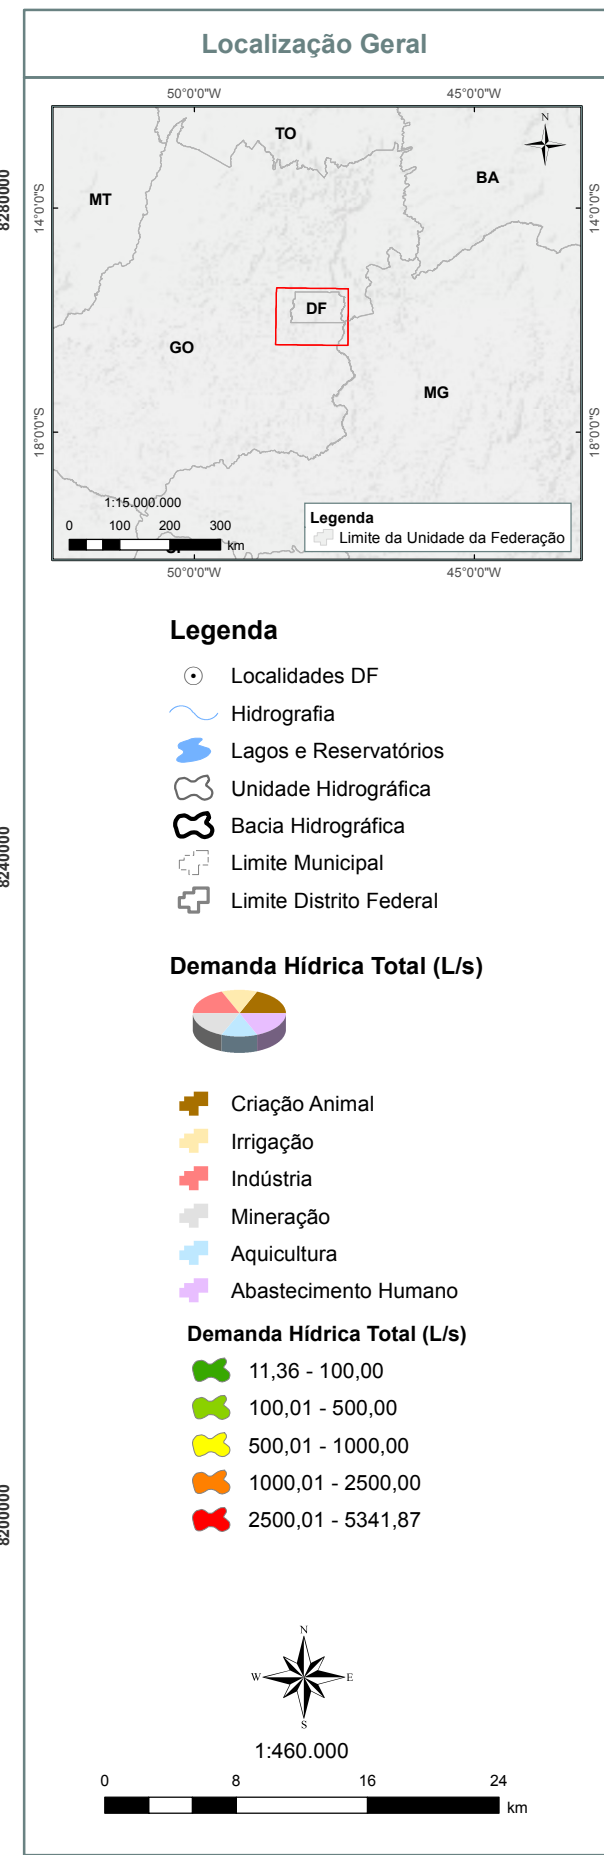 Localização Geral
50°0'0"W
45°0'0"W
TO
N
BA
MT
14°0'0"S
14°0'0"S
8280000
DF
GO
MG
18°0'0"S
18°0'0"S
1:15.000.000
0 100 200 300
km
Legenda
Limite da Unidade da Federação
50°0'0"W
45°0'0"W
Legenda
Localidades DF
Hidrografia
Lagos e Reservatórios
Unidade Hidrográfica
Bacia Hidrográfica
8240000
Limite Municipal
Limite Distrito Federal
Demanda Hídrica Total (L/s)
Criação Animal
Irrigação
Indústria
Mineração
Aquicultura
Abastecimento Humano
Demanda Hídrica Total (L/s)
11,36 - 100,00
100,01 - 500,00
500,01 - 1000,00
1000,01 - 2500,00
2500,01 - 5341,87
8200000
N
W E
S
1:460.000
0 8 16 24
km